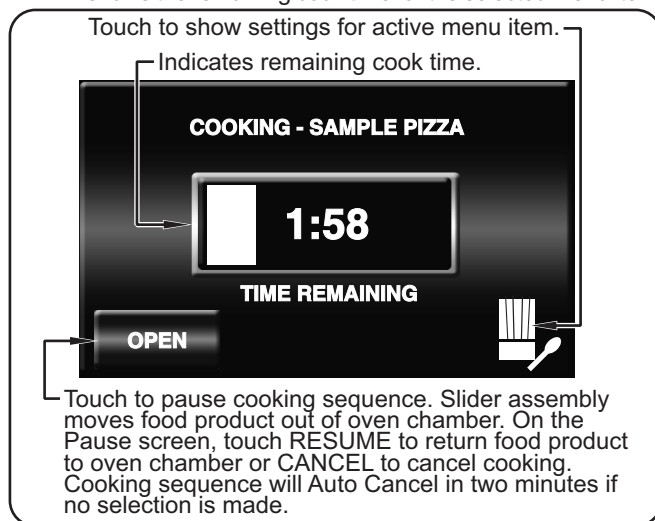 Touch to show settings for active menu item.
Indicates remaining cook time.
COOKING - SAMPLE PIZZA
1:58
TIME REMAINING
OPEN
Touch to pause cooking sequence. Slider assembly
moves food product out of oven chamber. On the
Pause screen, touch RESUME to return food product
to oven chamber or CANCEL to cancel cooking.
Cooking sequence will Auto Cancel in two minutes if
no selection is made.